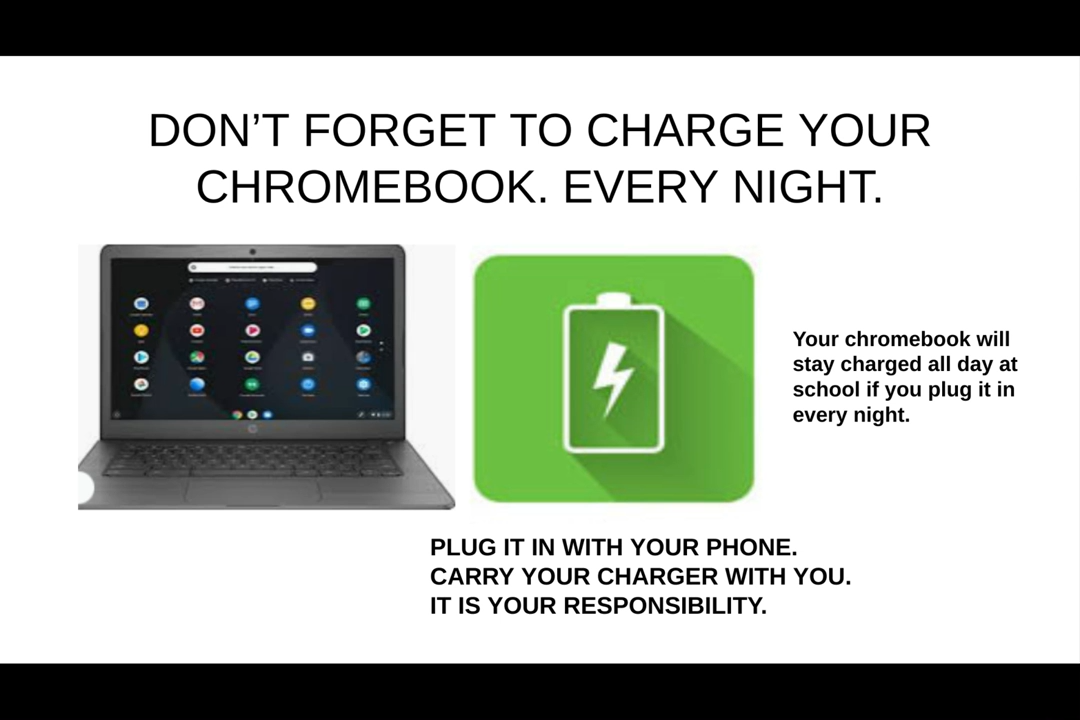 DON’T FORGET TO CHARGE YOUR
CHROMEBOOK. EVERY NIGHT.
Your chromebook will
stay charged all day at
school if you plug it in
every night.
PLUG IT IN WITH YOUR PHONE.
CARRY YOUR CHARGER WITH YOU.
IT IS YOUR RESPONSIBILITY.